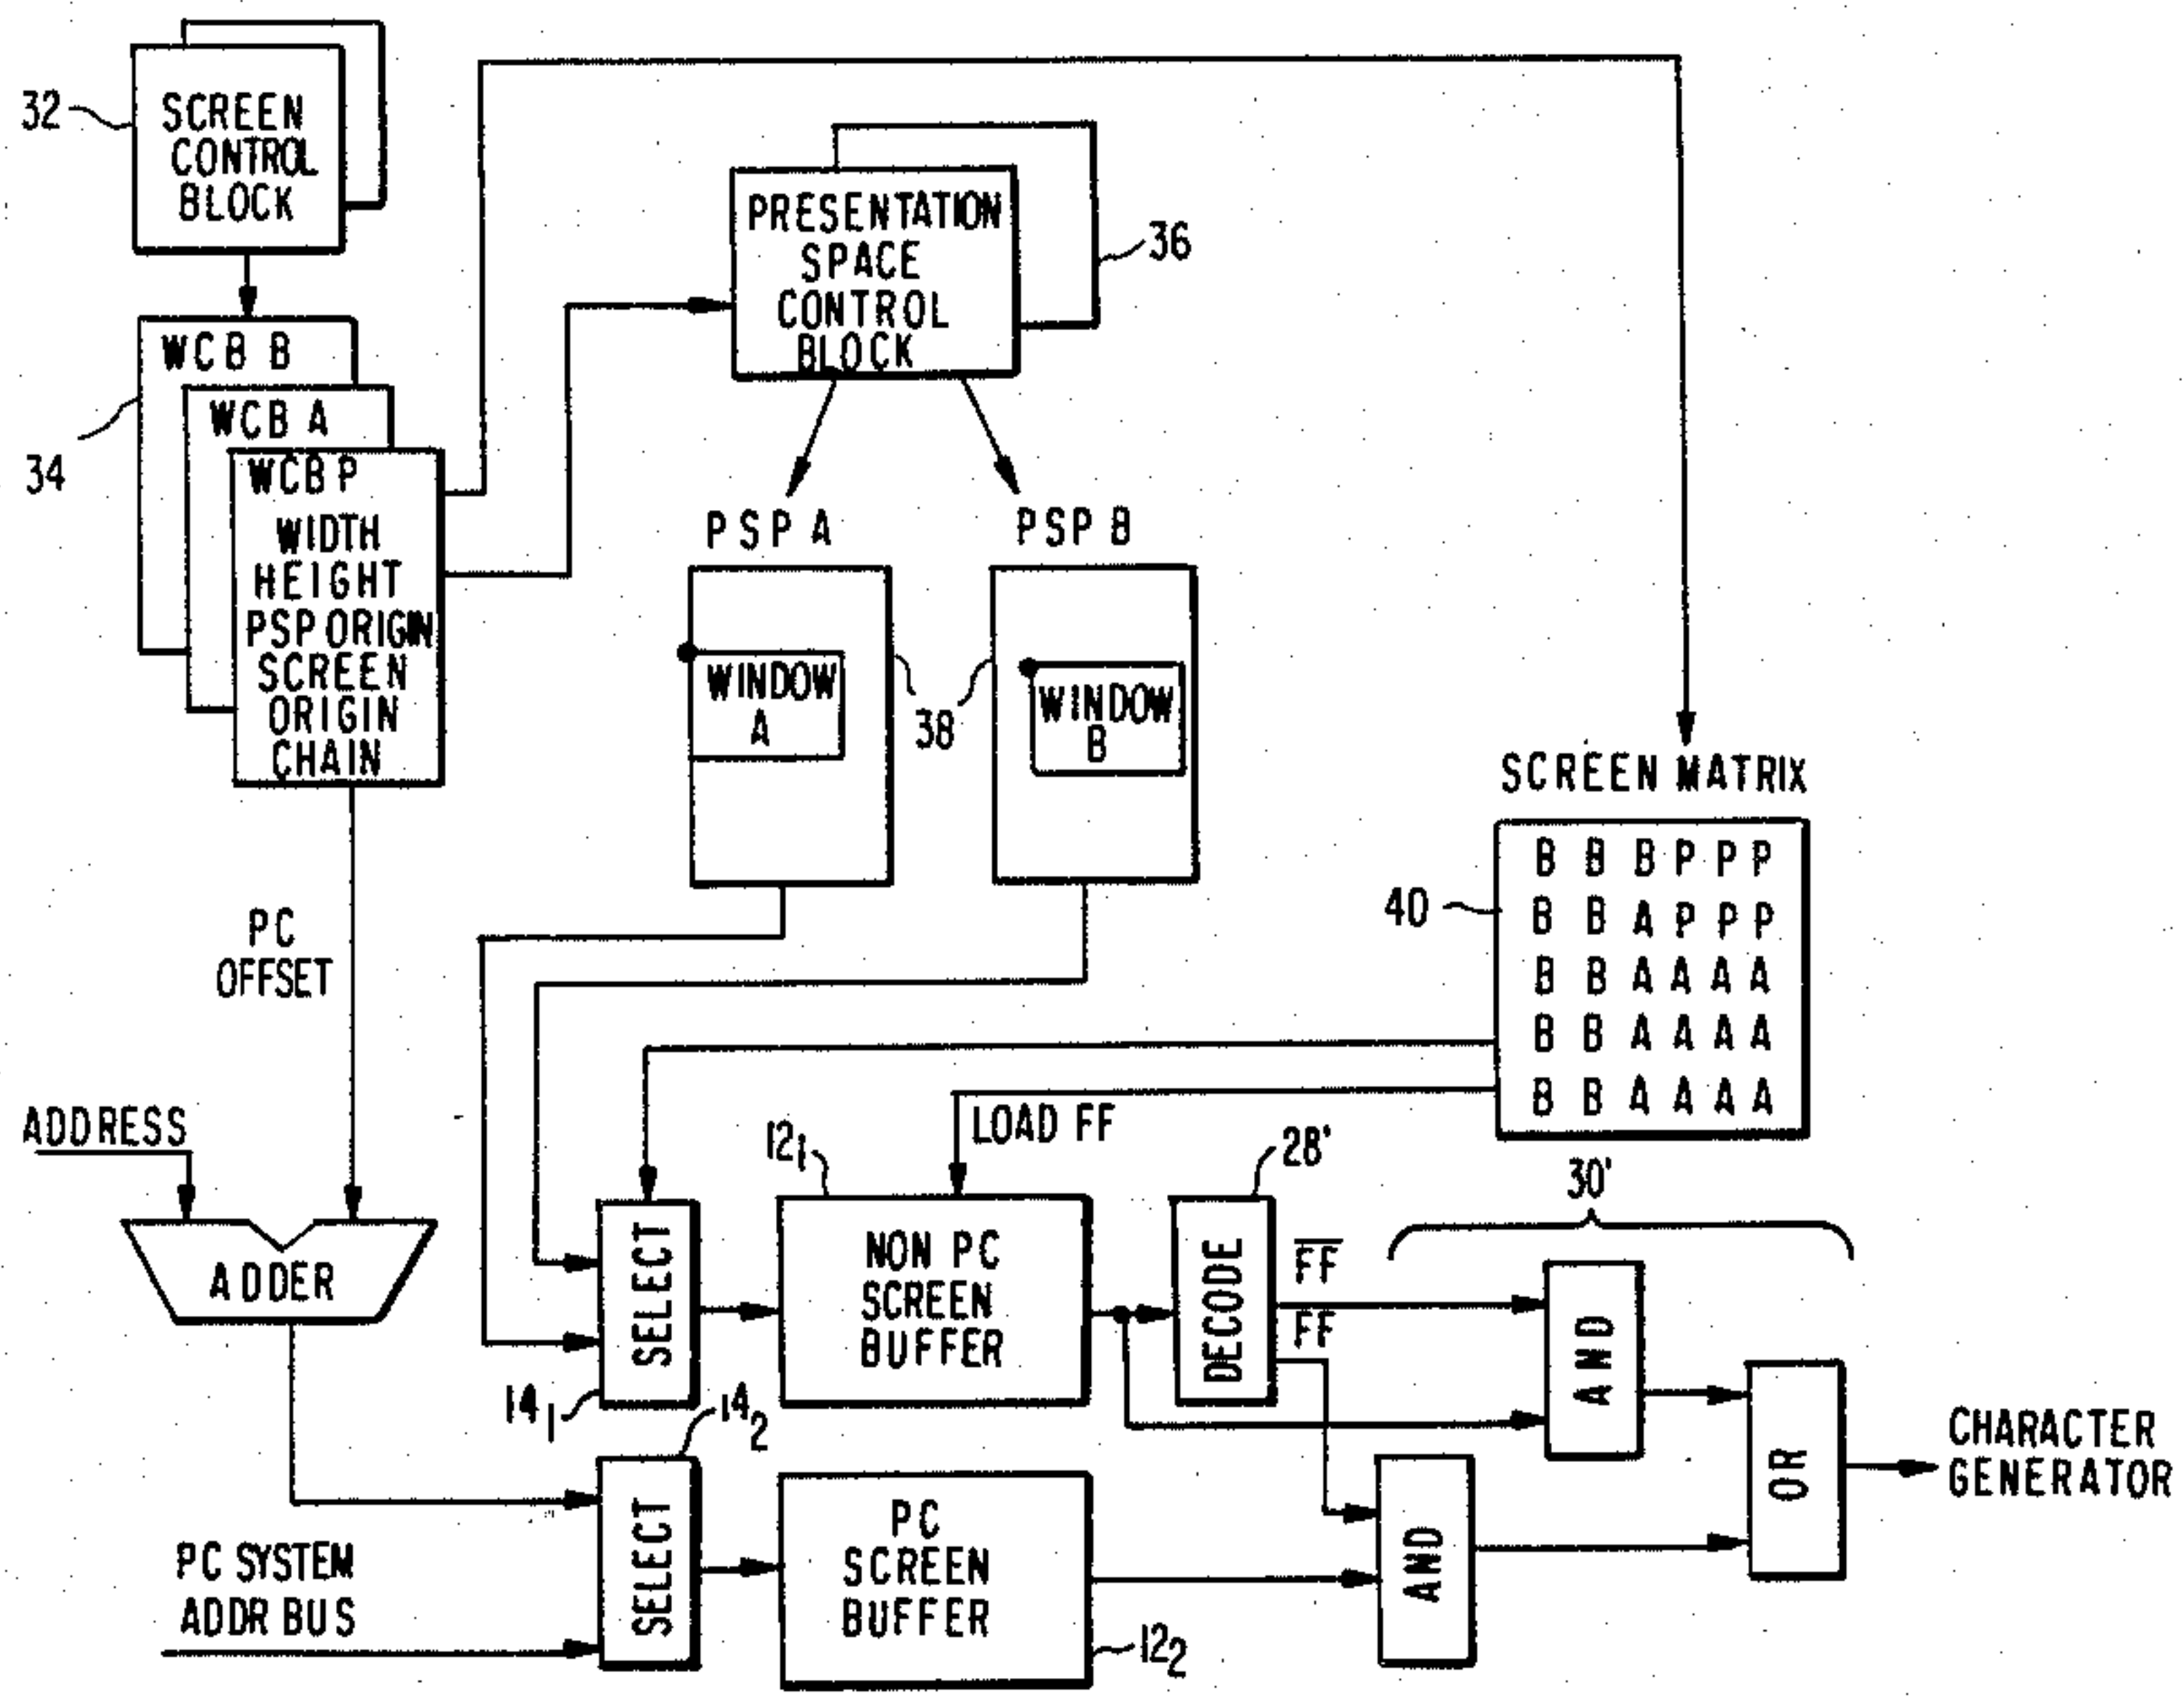 32
SCREEN
CONTROL
BLOCK
PRESENTATION
SPACE
CONTROL
BLOCK
36
WCB B
WCB A
WCB P
34
WIDTH
HEIGHT
PSP ORIGIN
SCREEN
ORIGIN
CHAIN
PSP A
PSP B
WINDOW
A
38
WINDOW
B
SCREEN MATRIX
B B B P P P
40
B B A P P P
B B A A A A
B B A A A A
B B A A A A
PC
OFFSET
ADDRESS
ADDER
LOAD FF
12₁
28'
30'
SELECT
NON PC
SCREEN
BUFFER
DECODE
F̅F̅
FF
AND
14₁
14₂
OR
CHARACTER
GENERATOR
PC SYSTEM
ADDR BUS
SELECT
PC
SCREEN
BUFFER
AND
12₂